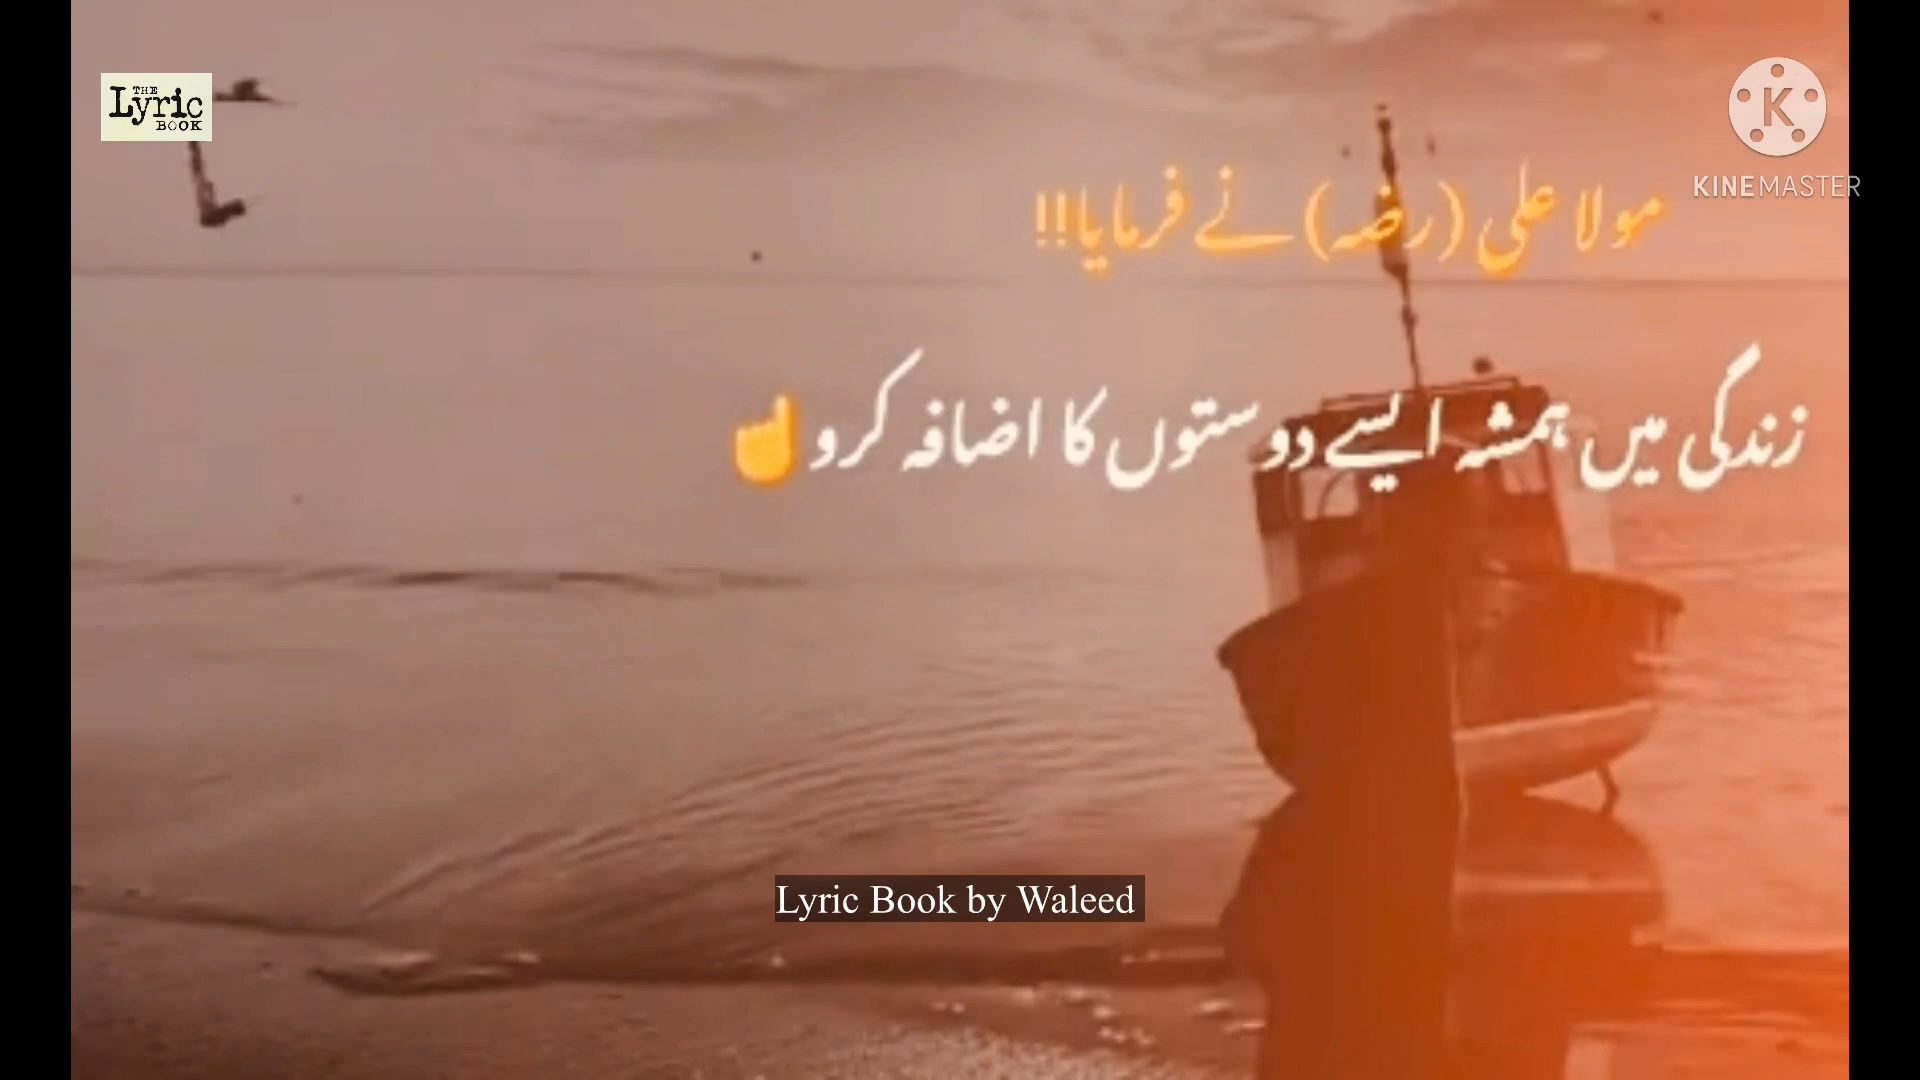 THE
Lyric
BOOK
K
KINEMASTER
مولا علی (رضہ) نے فرمایا!!
زندگی میں ہمشہ ایسے دوستوں کا اضافہ کرو☝
Lyric Book by Waleed